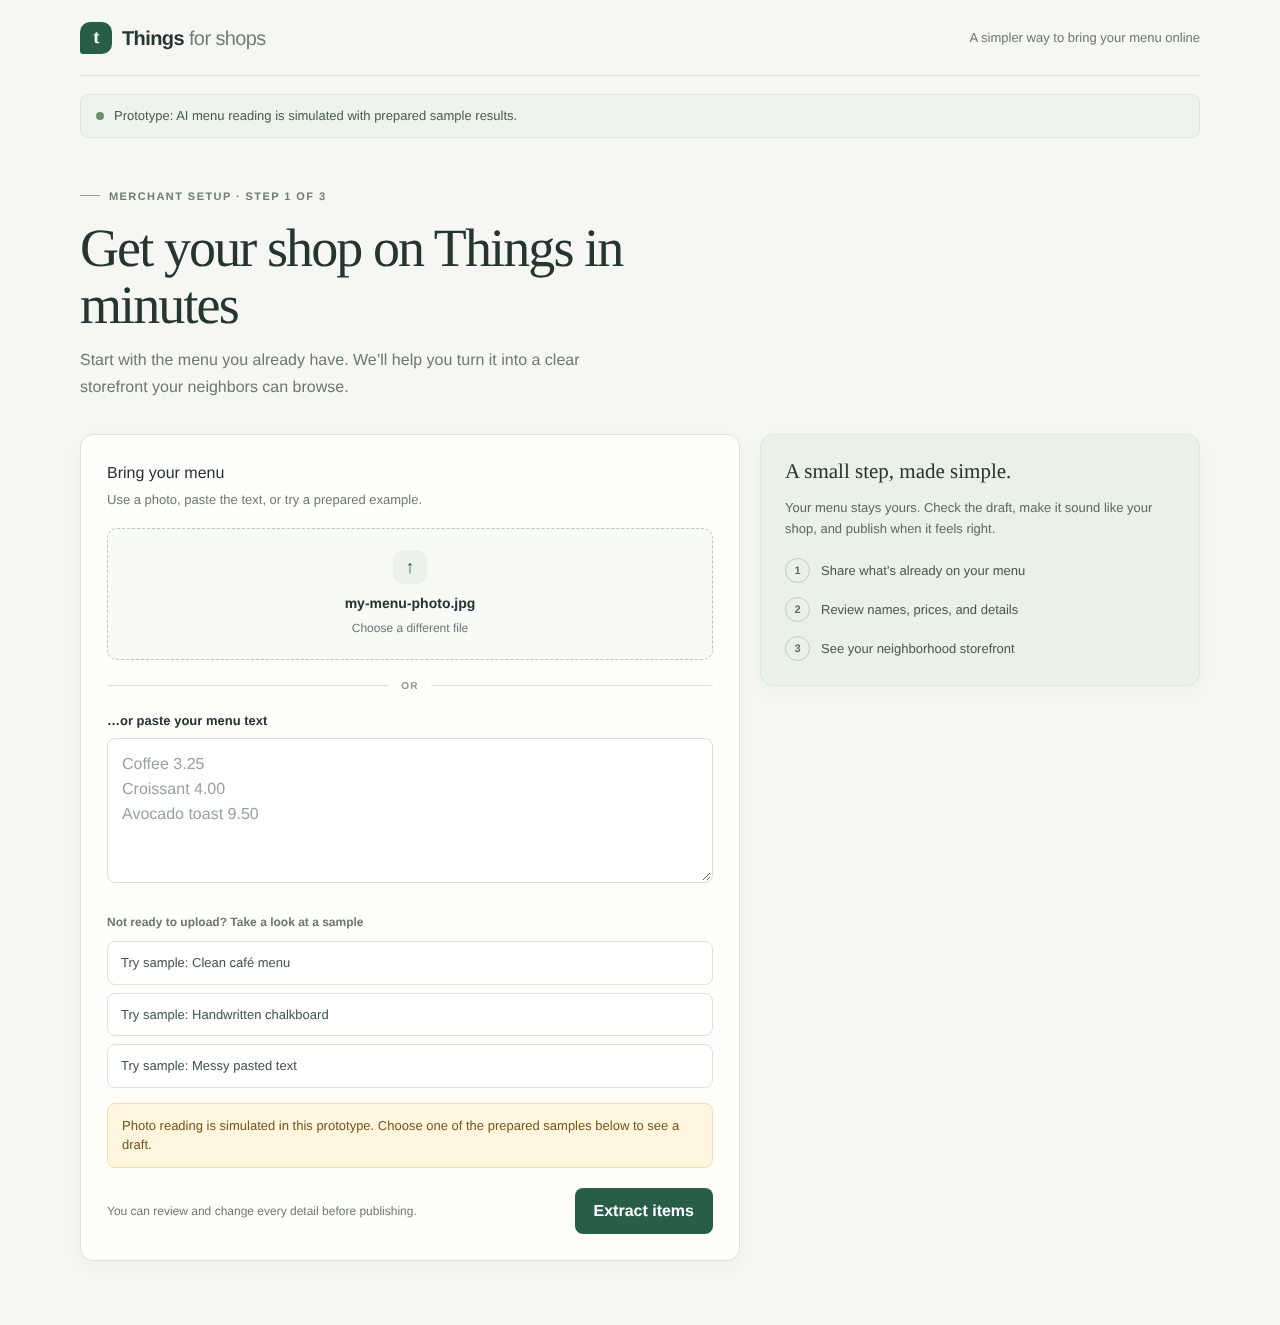 t
Things for shops
A simpler way to bring your menu online
Prototype: AI menu reading is simulated with prepared sample results.
MERCHANT SETUP · STEP 1 OF 3
Get your shop on Things in
minutes
Start with the menu you already have. We’ll help you turn it into a clear
storefront your neighbors can browse.
Bring your menu
Use a photo, paste the text, or try a prepared example.
↑
my-menu-photo.jpg
Choose a different file
OR
…or paste your menu text
Coffee 3.25
Croissant 4.00
Avocado toast 9.50
Not ready to upload? Take a look at a sample
Try sample: Clean café menu
Try sample: Handwritten chalkboard
Try sample: Messy pasted text
Photo reading is simulated in this prototype. Choose one of the prepared samples below to see a
draft.
You can review and change every detail before publishing.
Extract items
A small step, made simple.
Your menu stays yours. Check the draft, make it sound like your
shop, and publish when it feels right.
1 Share what’s already on your menu
2 Review names, prices, and details
3 See your neighborhood storefront